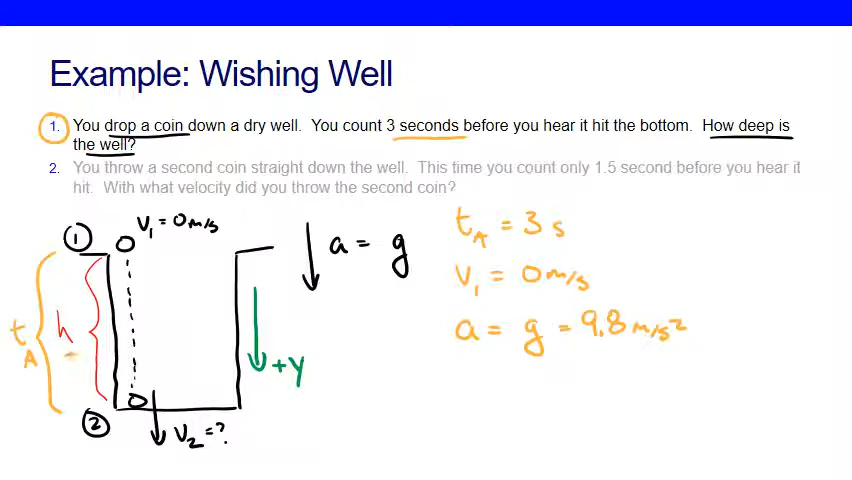 Example: Wishing Well
1. You drop a coin down a dry well. You count 3 seconds before you hear it hit the bottom. How deep is
the well?
2. You throw a second coin straight down the well. This time you count only 1.5 second before you hear it
hit. With what velocity did you throw the second coin?
1
V₁ = 0 m/s
a = g
t_A = 3 s
V₁ = 0 m/s
a = g = 9.8 m/s²
t_A
h
+y
2
V₂ = ?